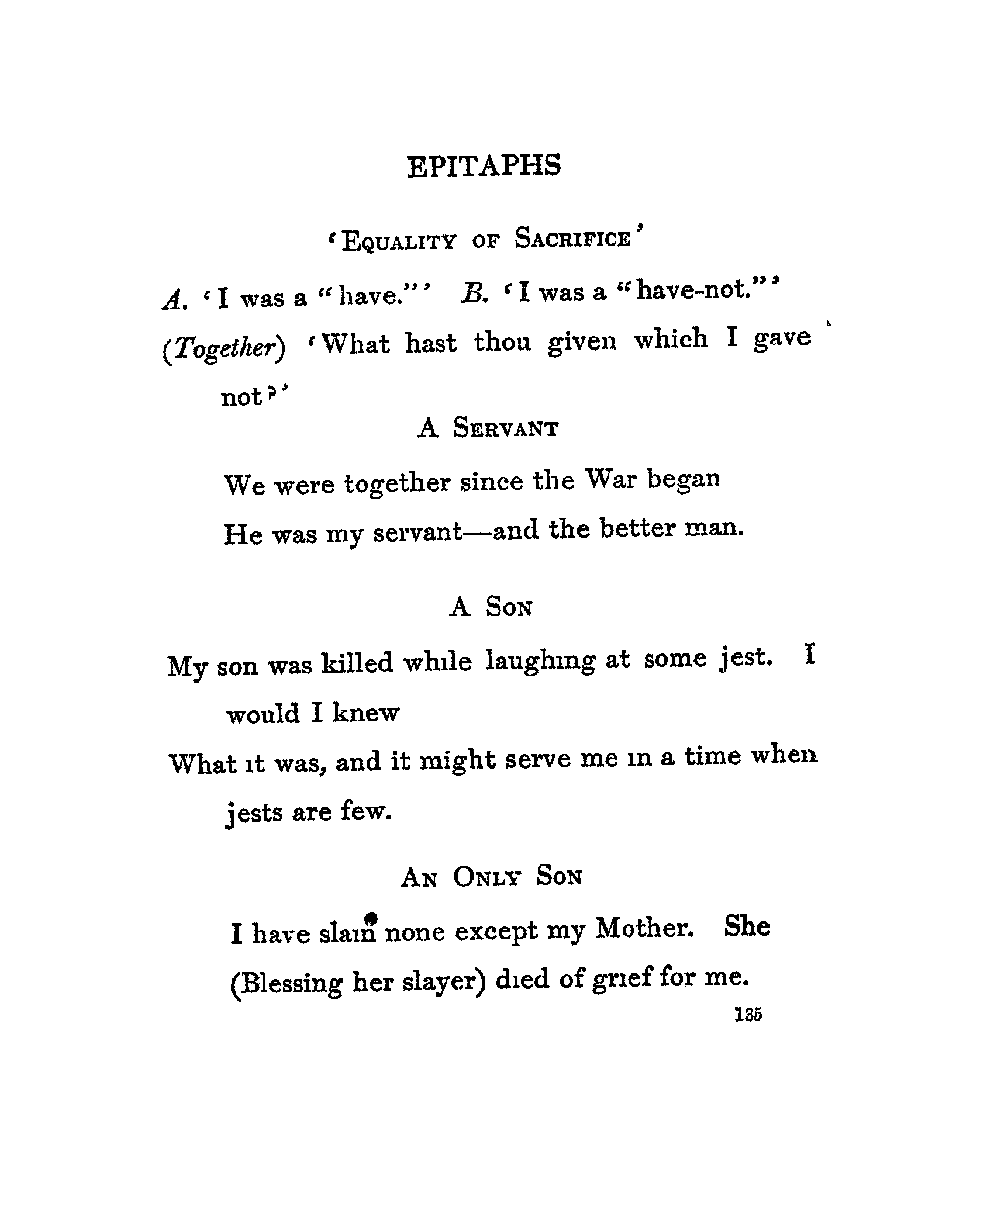 EPITAPHS
‘EQUALITY OF SACRIFICE’
A. ‘I was a “have.”’ B. ‘I was a “have-not.”’
(Together) ‘What hast thou given which I gave
not?’
A SERVANT
We were together since the War began
He was my servant—and the better man.
A SON
My son was killed while laughing at some jest. I
would I knew
What it was, and it might serve me in a time when
jests are few.
AN ONLY SON
I have slain none except my Mother. She
(Blessing her slayer) died of grief for me.
135